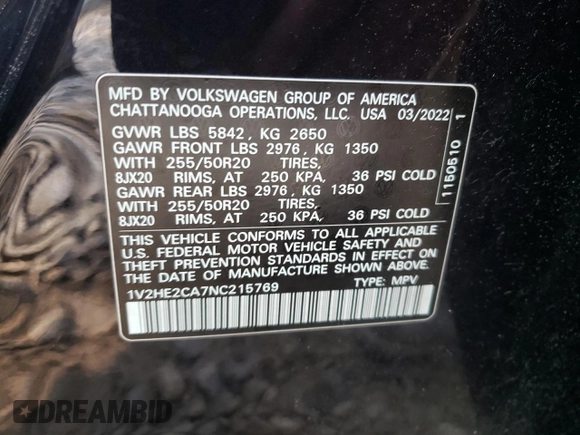 MFD BY VOLKSWAGEN GROUP OF AMERICA
CHATTANOOGA OPERATIONS, LLC. USA 03/2022
GVWR LBS 5842 , KG 2650
GAWR FRONT LBS 2976 , KG 1350
WITH 255/50R20 TIRES,
8JX20 RIMS, AT 250 KPA, 36 PSI COLD
GAWR REAR LBS 2976 , KG 1350
WITH 255/50R20 TIRES,
8JX20 RIMS, AT 250 KPA, 36 PSI COLD
THIS VEHICLE CONFORMS TO ALL APPLICABLE
U.S. FEDERAL MOTOR VEHICLE SAFETY AND
THEFT PREVENTION STANDARDS IN EFFECT ON
THE DATE OF MANUFACTURE SHOWN ABOVE.
1V2HE2CA7NC215769 TYPE: MPV
1150510 1
DREAMBID